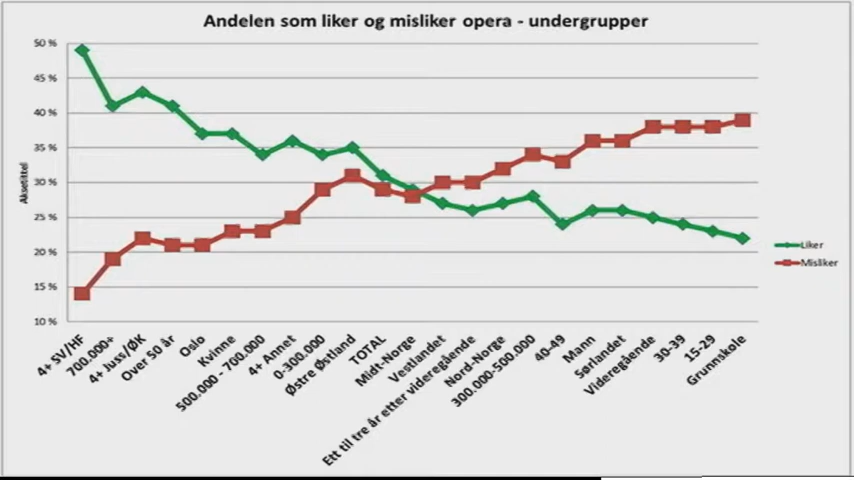 Andelen som liker og misliker opera - undergrupper
50 %
45 %
40 %
35 %
30 %
25 %
20 %
15 %
10 %
Aksetittel
4+ SV/HF
700.000+
4+ Juss/ØK
Over 50 år
Oslo
Kvinne
500.000 - 700.000
4+ Annet
0-300.000
Østre Østland
TOTAL
Midt-Norge
Vestlandet
Ett til tre år etter videregående
Nord-Norge
300.000-500.000
40-49
Mann
Sørlandet
Videregående
30-39
15-29
Grunnskole
Liker
Misliker